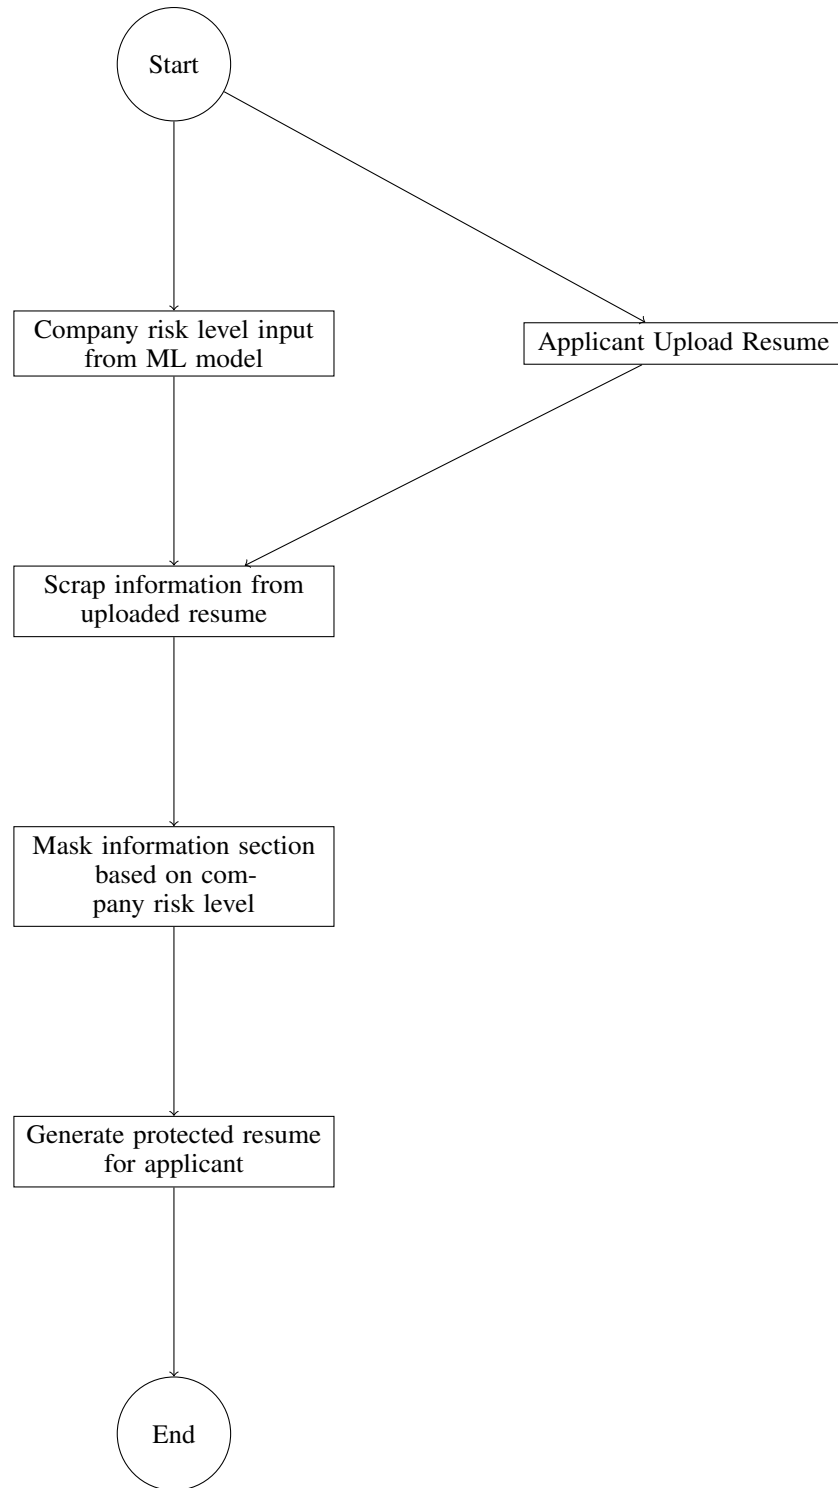 Start
Company risk level input
from ML model
Applicant Upload Resume
Scrap information from
uploaded resume
Mask information section
based on com-
pany risk level
Generate protected resume
for applicant
End